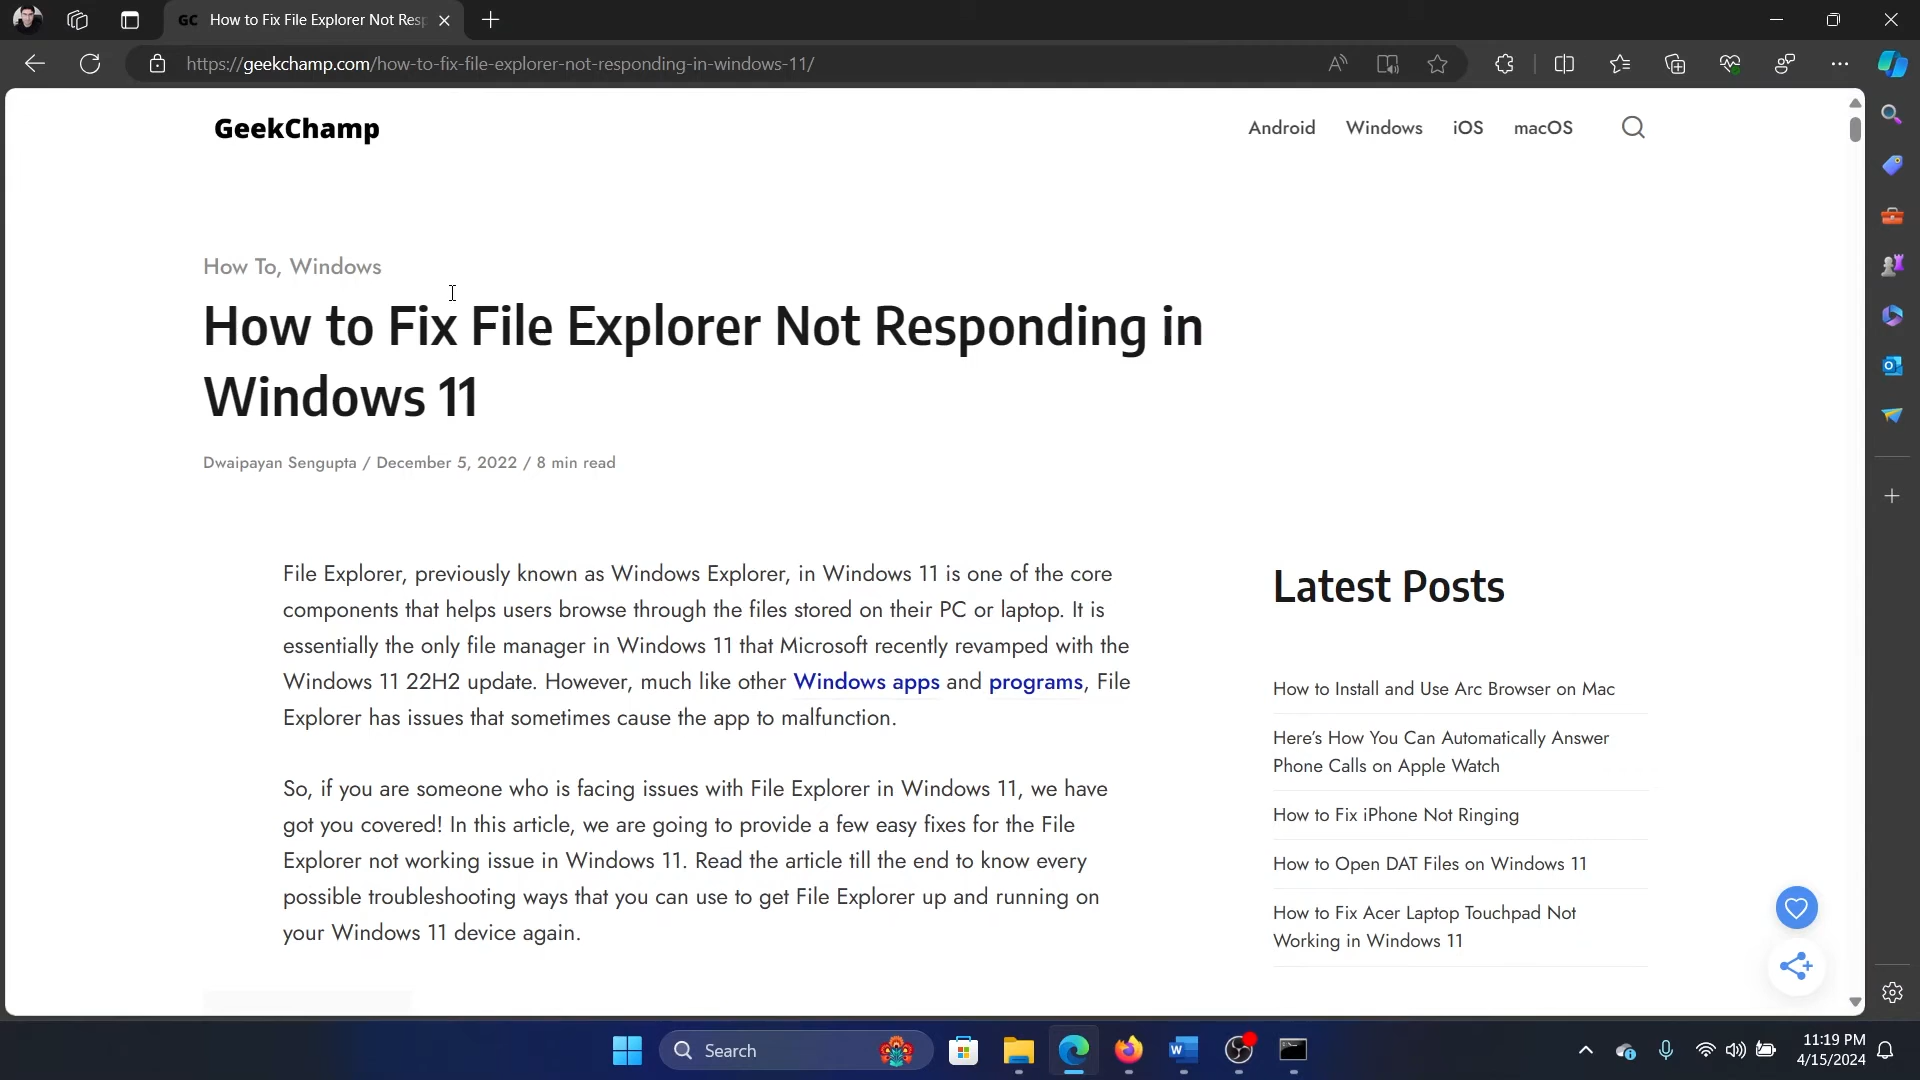 GC How to Fix File Explorer Not Resp
https://geekchamp.com/how-to-fix-file-explorer-not-responding-in-windows-11/
GeekChamp
Android Windows iOS macOS
How To, Windows
How to Fix File Explorer Not Responding in
Windows 11
Dwaipayan Sengupta / December 5, 2022 / 8 min read
File Explorer, previously known as Windows Explorer, in Windows 11 is one of the core
components that helps users browse through the files stored on their PC or laptop. It is
essentially the only file manager in Windows 11 that Microsoft recently revamped with the
Windows 11 22H2 update. However, much like other Windows apps and programs, File
Explorer has issues that sometimes cause the app to malfunction.
So, if you are someone who is facing issues with File Explorer in Windows 11, we have
got you covered! In this article, we are going to provide a few easy fixes for the File
Explorer not working issue in Windows 11. Read the article till the end to know every
possible troubleshooting ways that you can use to get File Explorer up and running on
your Windows 11 device again.
Latest Posts
How to Install and Use Arc Browser on Mac
Here's How You Can Automatically Answer
Phone Calls on Apple Watch
How to Fix iPhone Not Ringing
How to Open DAT Files on Windows 11
How to Fix Acer Laptop Touchpad Not
Working in Windows 11
Search
11:19 PM
4/15/2024